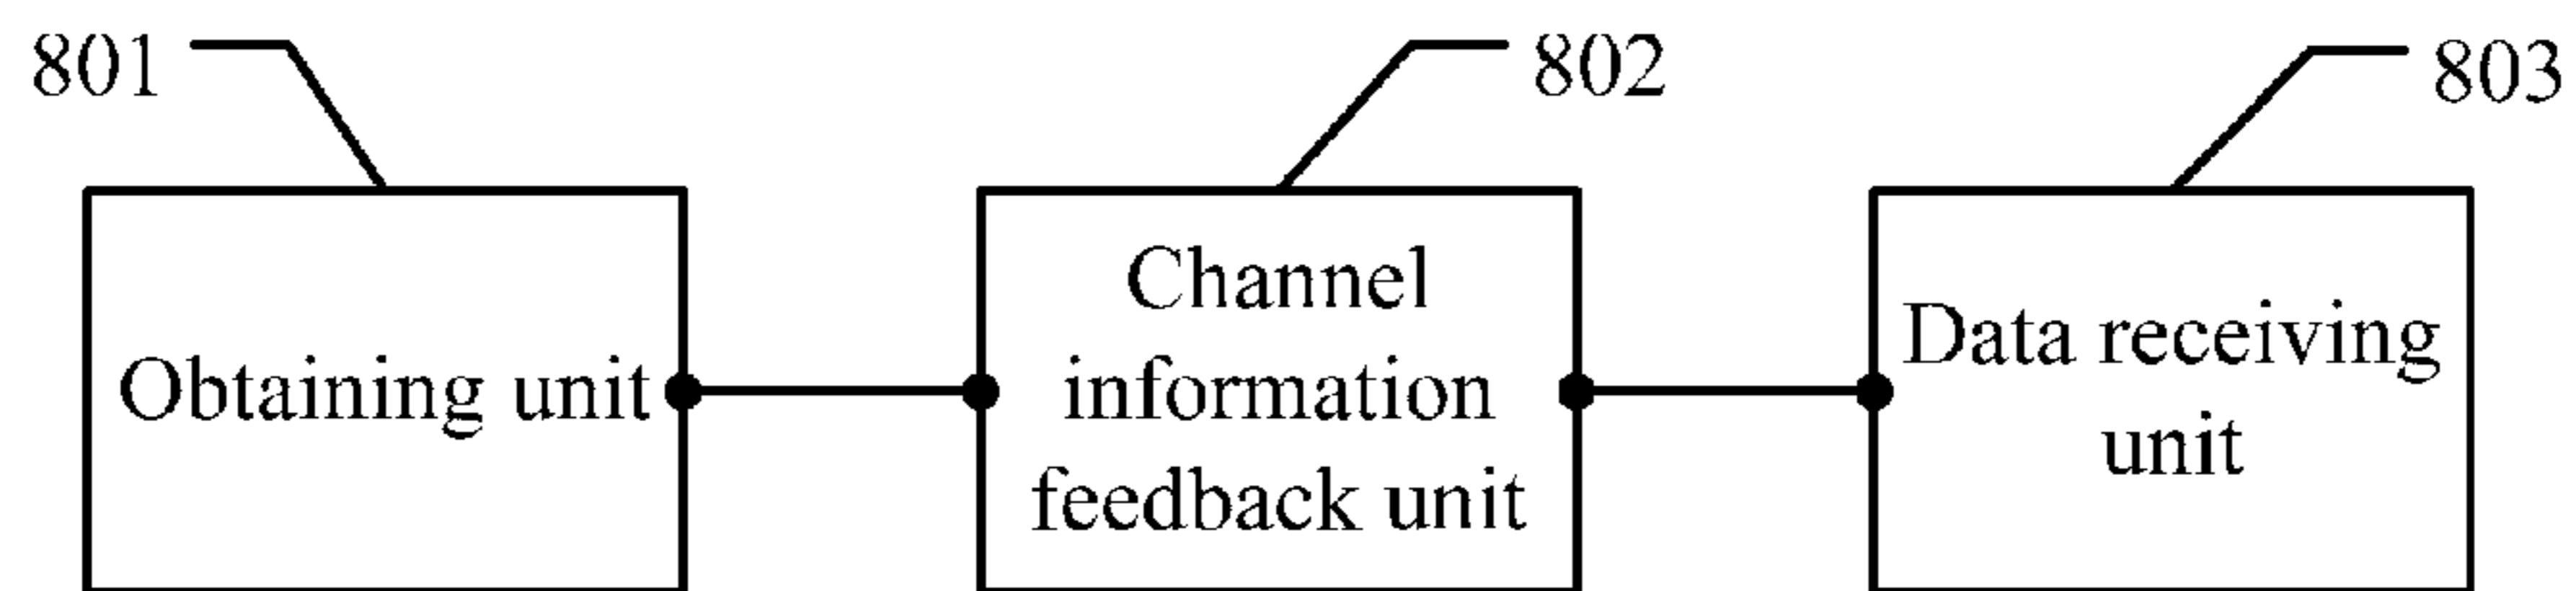 801
802
803
Obtaining unit
Channel
information
feedback unit
Data receiving
unit